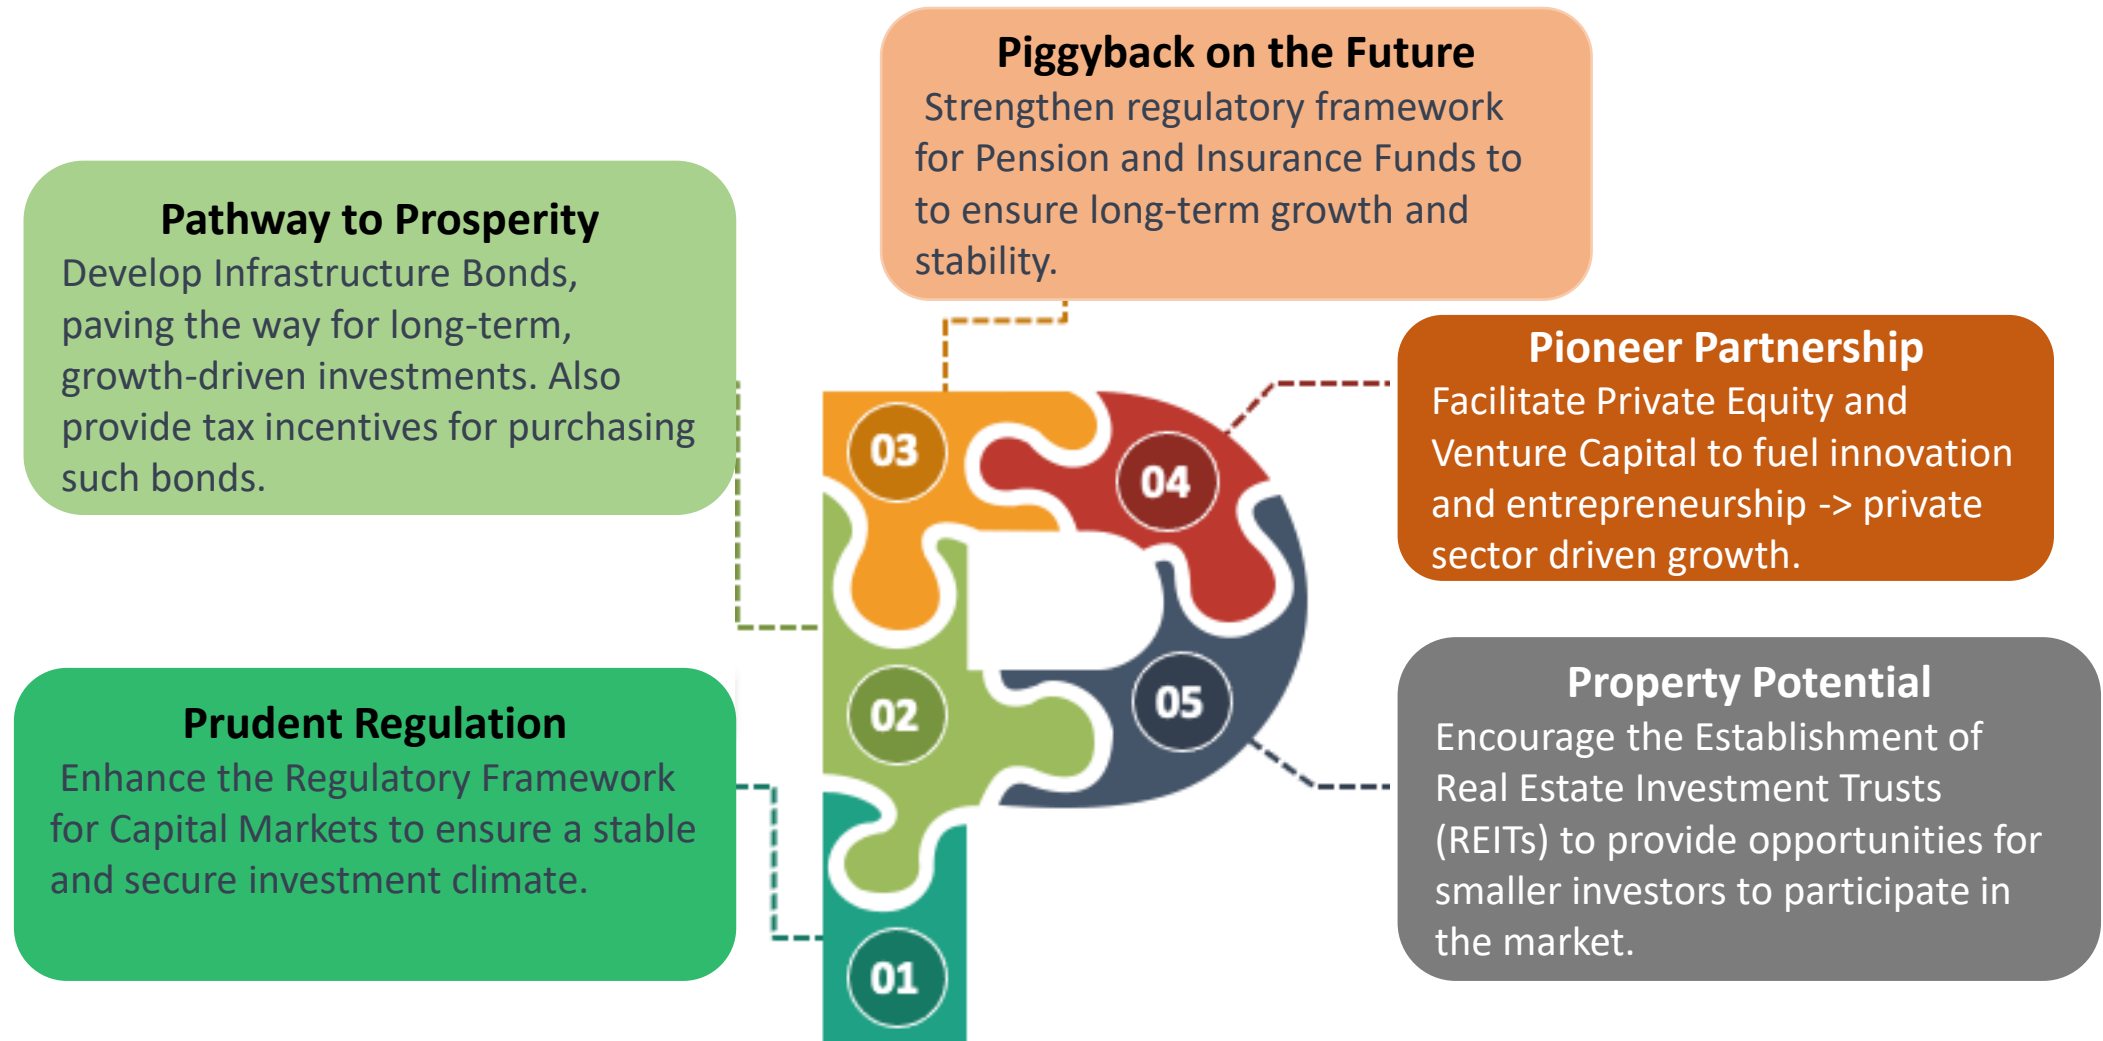 Piggyback on the Future
Strengthen regulatory framework
for Pension and Insurance Funds to
to ensure long-term growth and
stability.
Pathway to Prosperity
Develop Infrastructure Bonds,
paving the way for long-term,
growth-driven investments. Also
provide tax incentives for purchasing
such bonds.
Pioneer Partnership
Facilitate Private Equity and
Venture Capital to fuel innovation
and entrepreneurship -> private
sector driven growth.
03
04
Prudent Regulation
Enhance the Regulatory Framework
for Capital Markets to ensure a stable
and secure investment climate.
02
05
01
Property Potential
Encourage the Establishment of
Real Estate Investment Trusts
(REITs) to provide opportunities for
smaller investors to participate in
the market.